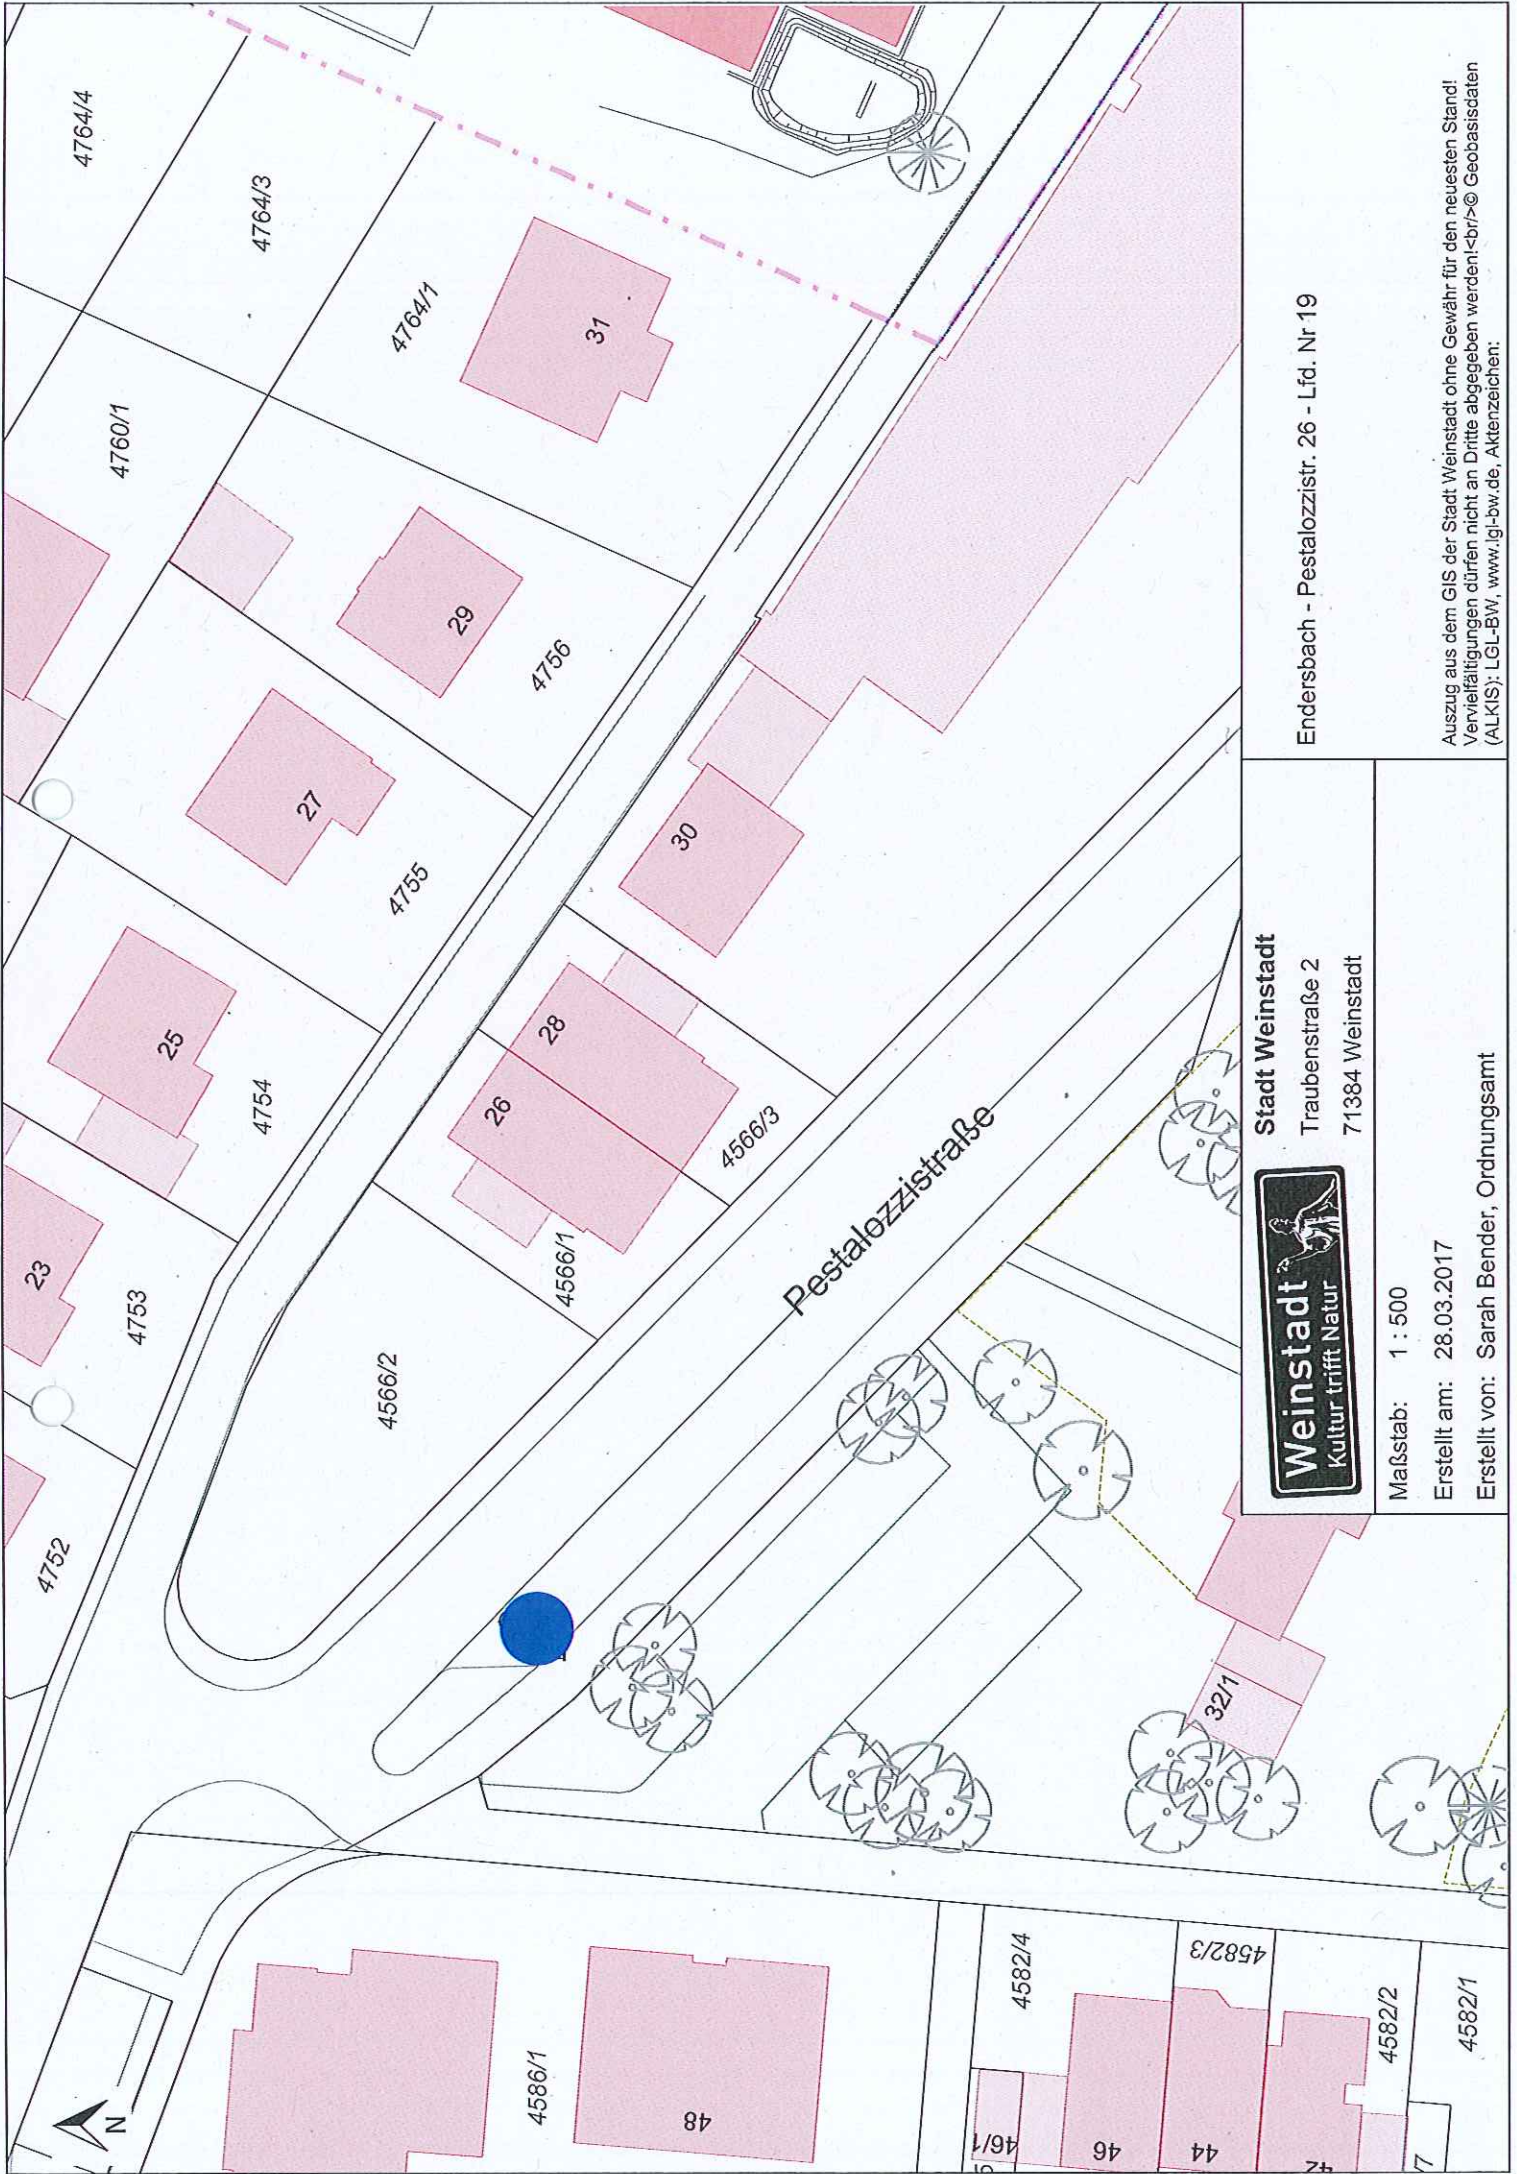 4764/4
4764/3
4764/1
4760/1
31
29
4756
27
4755
30
25
4754
28
26
4566/3
23
4753
4566/1
4566/2
4752
Pestalozzistraße
32/1
4586/1
48
4582/4
4582/3
4582/2
4582/1
46/1
46
44
42
N
Weinstadt
Kultur trifft Natur
Stadt Weinstadt
Traubenstraße 2
71384 Weinstadt
Maßstab: 1 : 500
Erstellt am: 28.03.2017
Erstellt von: Sarah Bender, Ordnungsamt
Endersbach - Pestalozzistr. 26 - Lfd. Nr 19
Auszug aus dem GIS der Stadt Weinstadt ohne Gewähr für den neuesten Stand!
Vervielfältigungen dürfen nicht an Dritte abgegeben werden!<br/>© Geobasisdaten
(ALKIS): LGL-BW, www.lgl-bw.de, Aktenzeichen: